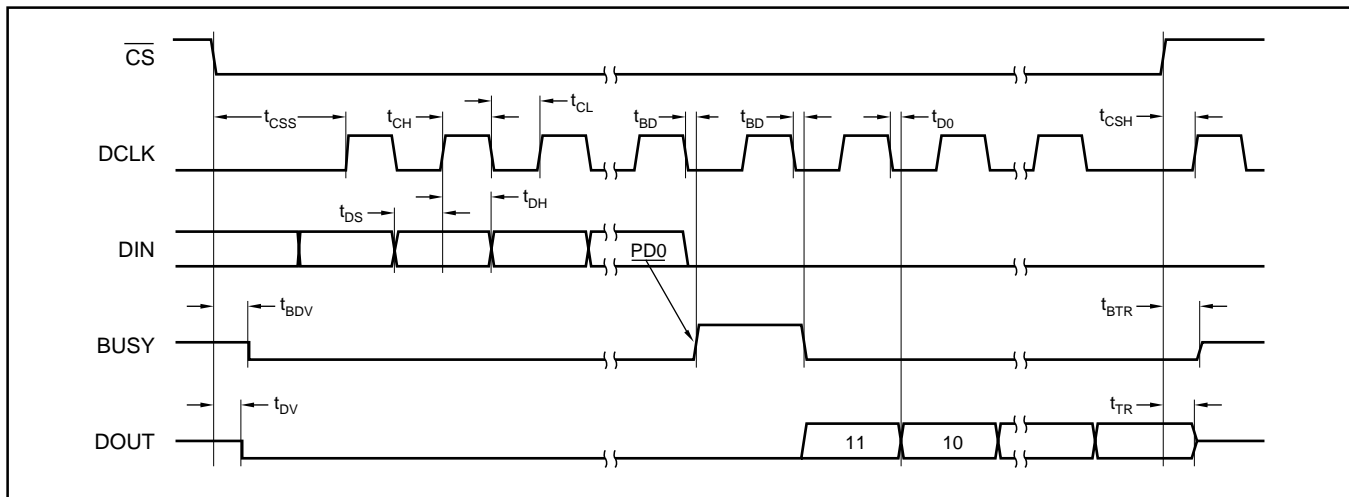 CS
tCSS
tCH
tCL
tBD
tBD
tD0
tCSH
DCLK
tDS
tDH
DIN
PD0
tBDV
tBTR
BUSY
tDV
tTR
DOUT
11
10